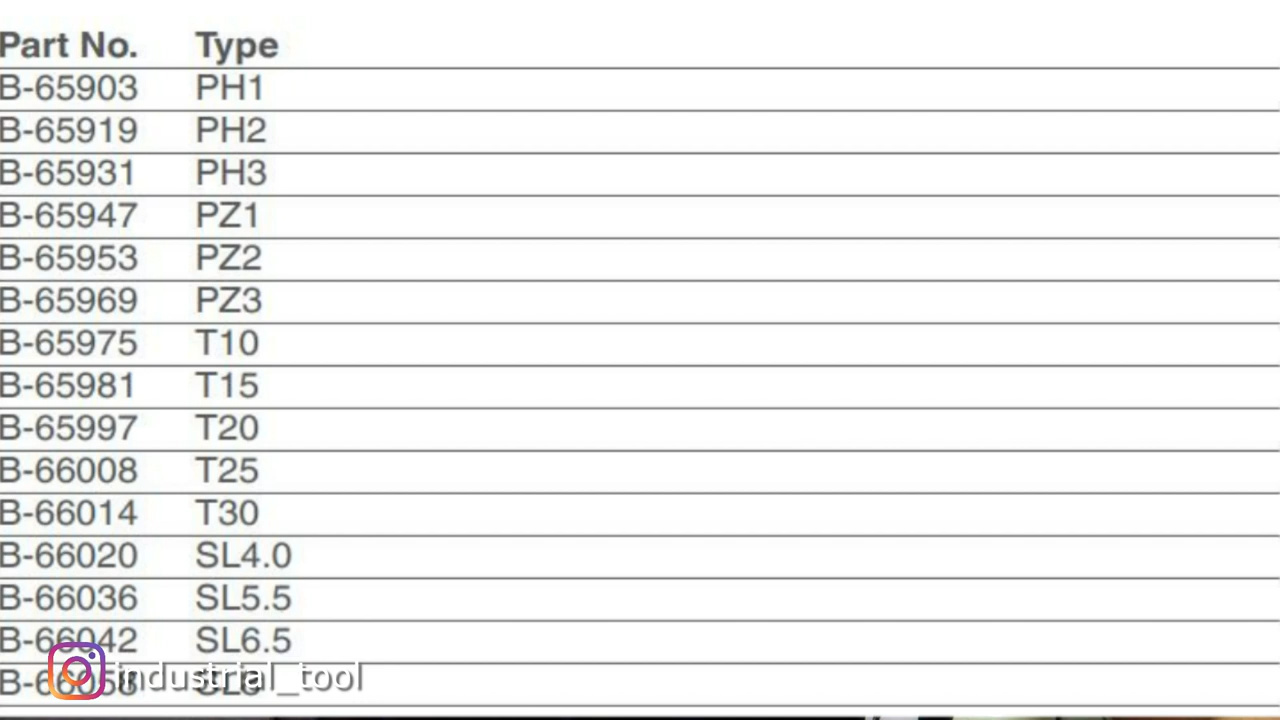 Part No. Type
B-65903 PH1
B-65919 PH2
B-65931 PH3
B-65947 PZ1
B-65953 PZ2
B-65969 PZ3
B-65975 T10
B-65981 T15
B-65997 T20
B-66008 T25
B-66014 T30
B-66020 SL4.0
B-66036 SL5.5
B-66042 SL6.5
industrial_tool